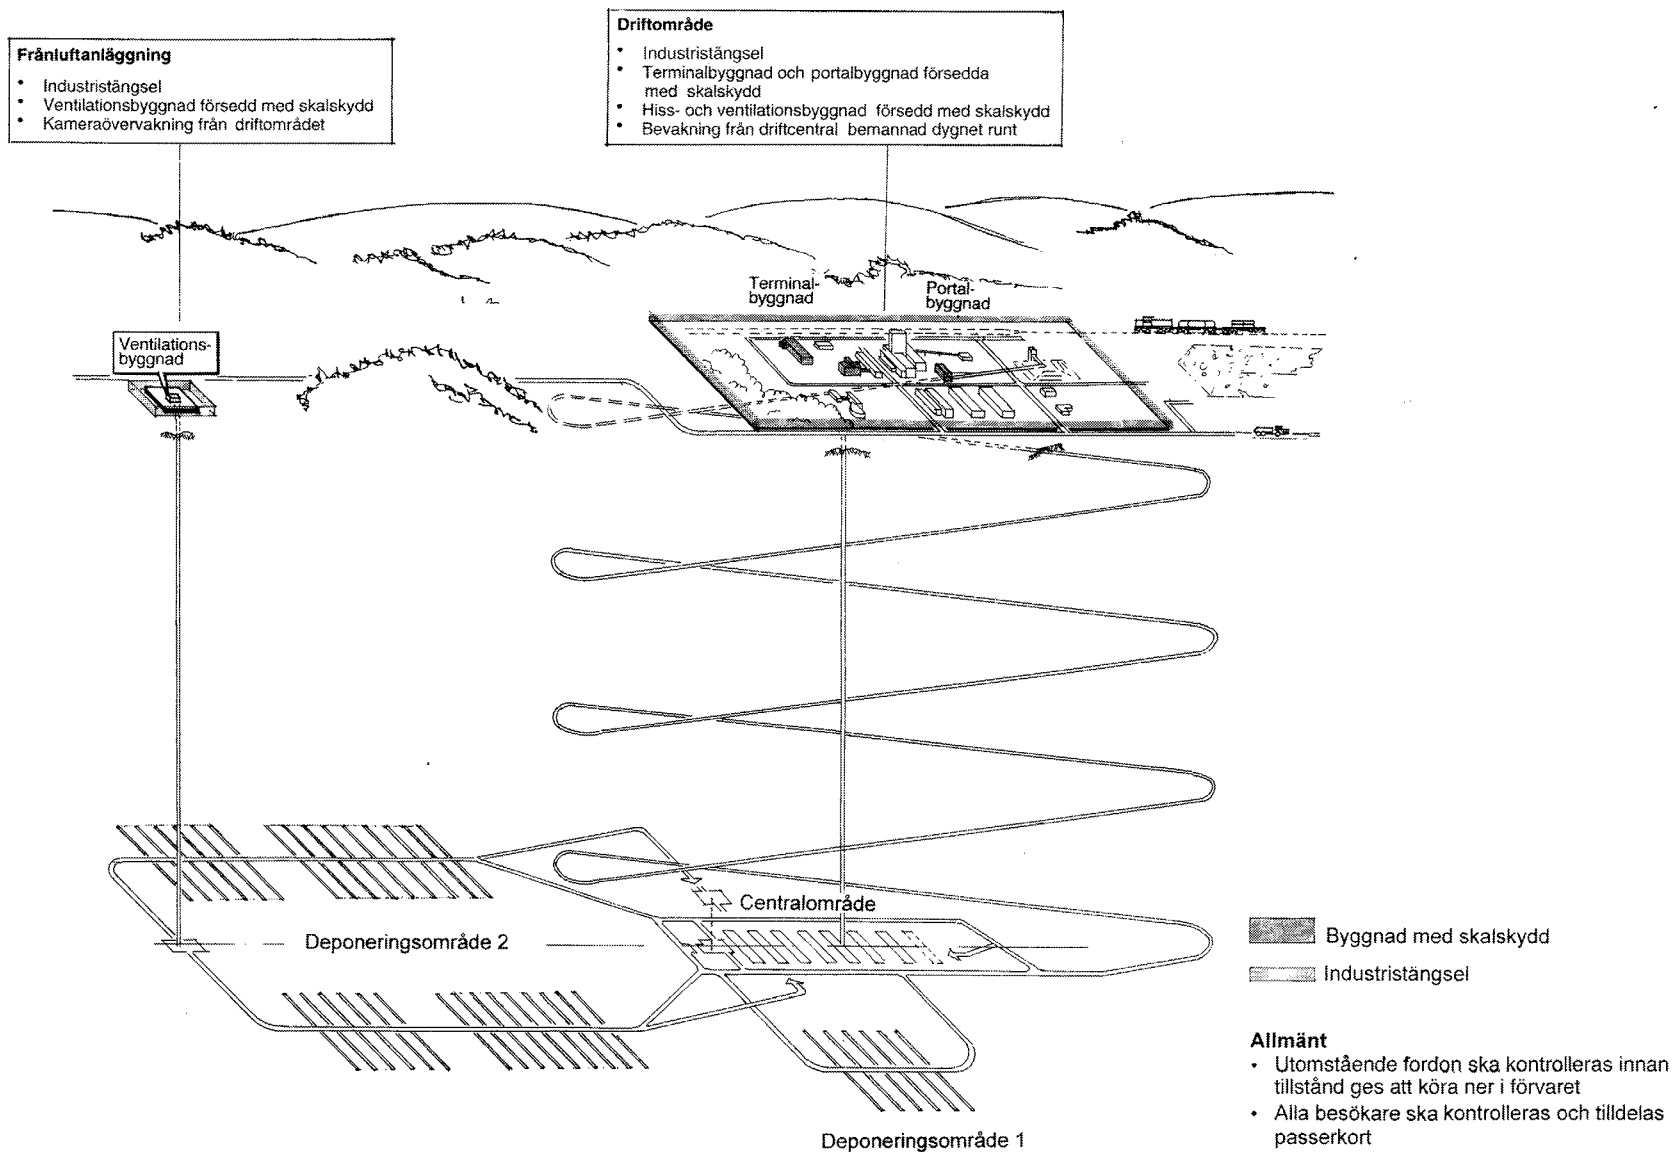 Frånluftanläggning
• Industristängsel
• Ventilationsbyggnad försedd med skalskydd
• Kameraövervakning från driftområdet
Driftområde
• Industristängsel
• Terminalbyggnad och portalbyggnad försedda
med skalskydd
• Hiss- och ventilationsbyggnad försedd med skalskydd
• Bevakning från driftcentral bemannad dygnet runt
Terminal-
byggnad
Portal-
byggnad
Ventilations-
byggnad
Centralområde
Deponeringsområde 2
Deponeringsområde 1
Byggnad med skalskydd
Industristängsel
Allmänt
• Utomstående fordon ska kontrolleras innan
tillstånd ges att köra ner i förvaret
• Alla besökare ska kontrolleras och tilldelas
passerkort